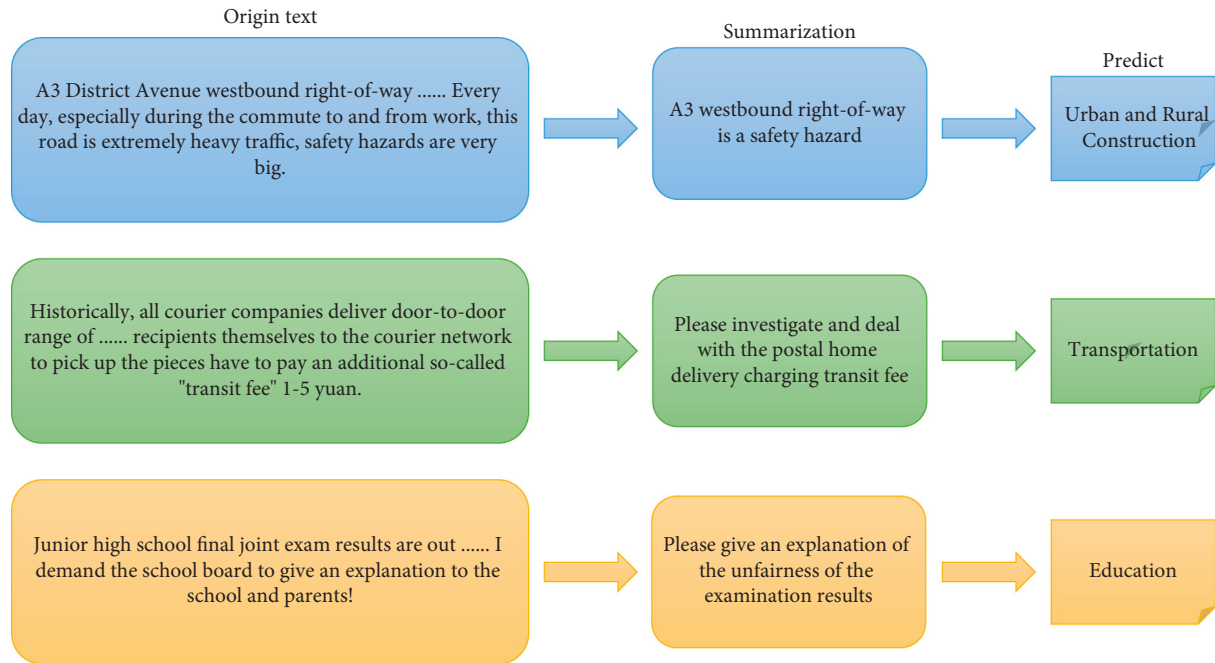 Origin text
Summarization
Predict
A3 District Avenue westbound right-of-way ...... Every
day, especially during the commute to and from work, this
road is extremely heavy traffic, safety hazards are very
big.
A3 westbound right-of-way
is a safety hazard
Urban and Rural
Construction
Historically, all courier companies deliver door-to-door
range of ...... recipients themselves to the courier network
to pick up the pieces have to pay an additional so-called
"transit fee" 1-5 yuan.
Please investigate and deal
with the postal home
delivery charging transit fee
Transportation
Junior high school final joint exam results are out ...... I
demand the school board to give an explanation to the
school and parents!
Please give an explanation of
the unfairness of the
examination results
Education